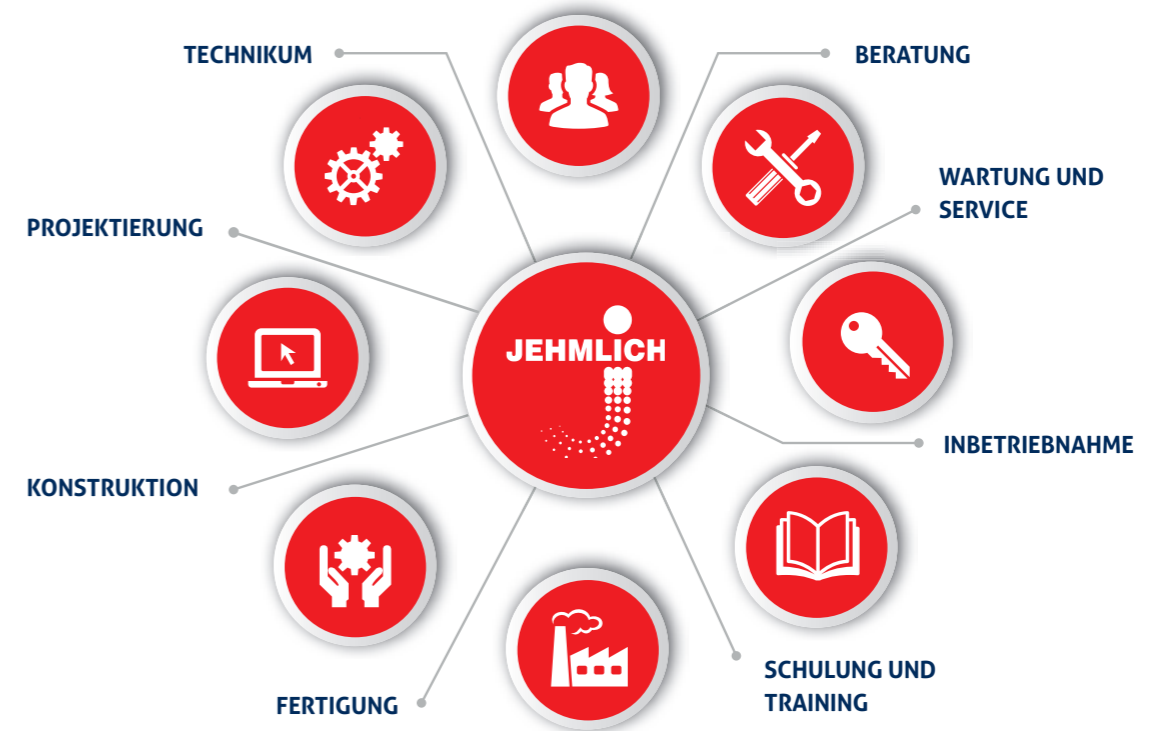 TECHNIKUM
BERATUNG
WARTUNG UND
SERVICE
PROJEKTIERUNG
JEHMLICH
INBETRIEBNAHME
KONSTRUKTION
SCHULUNG UND
TRAINING
FERTIGUNG